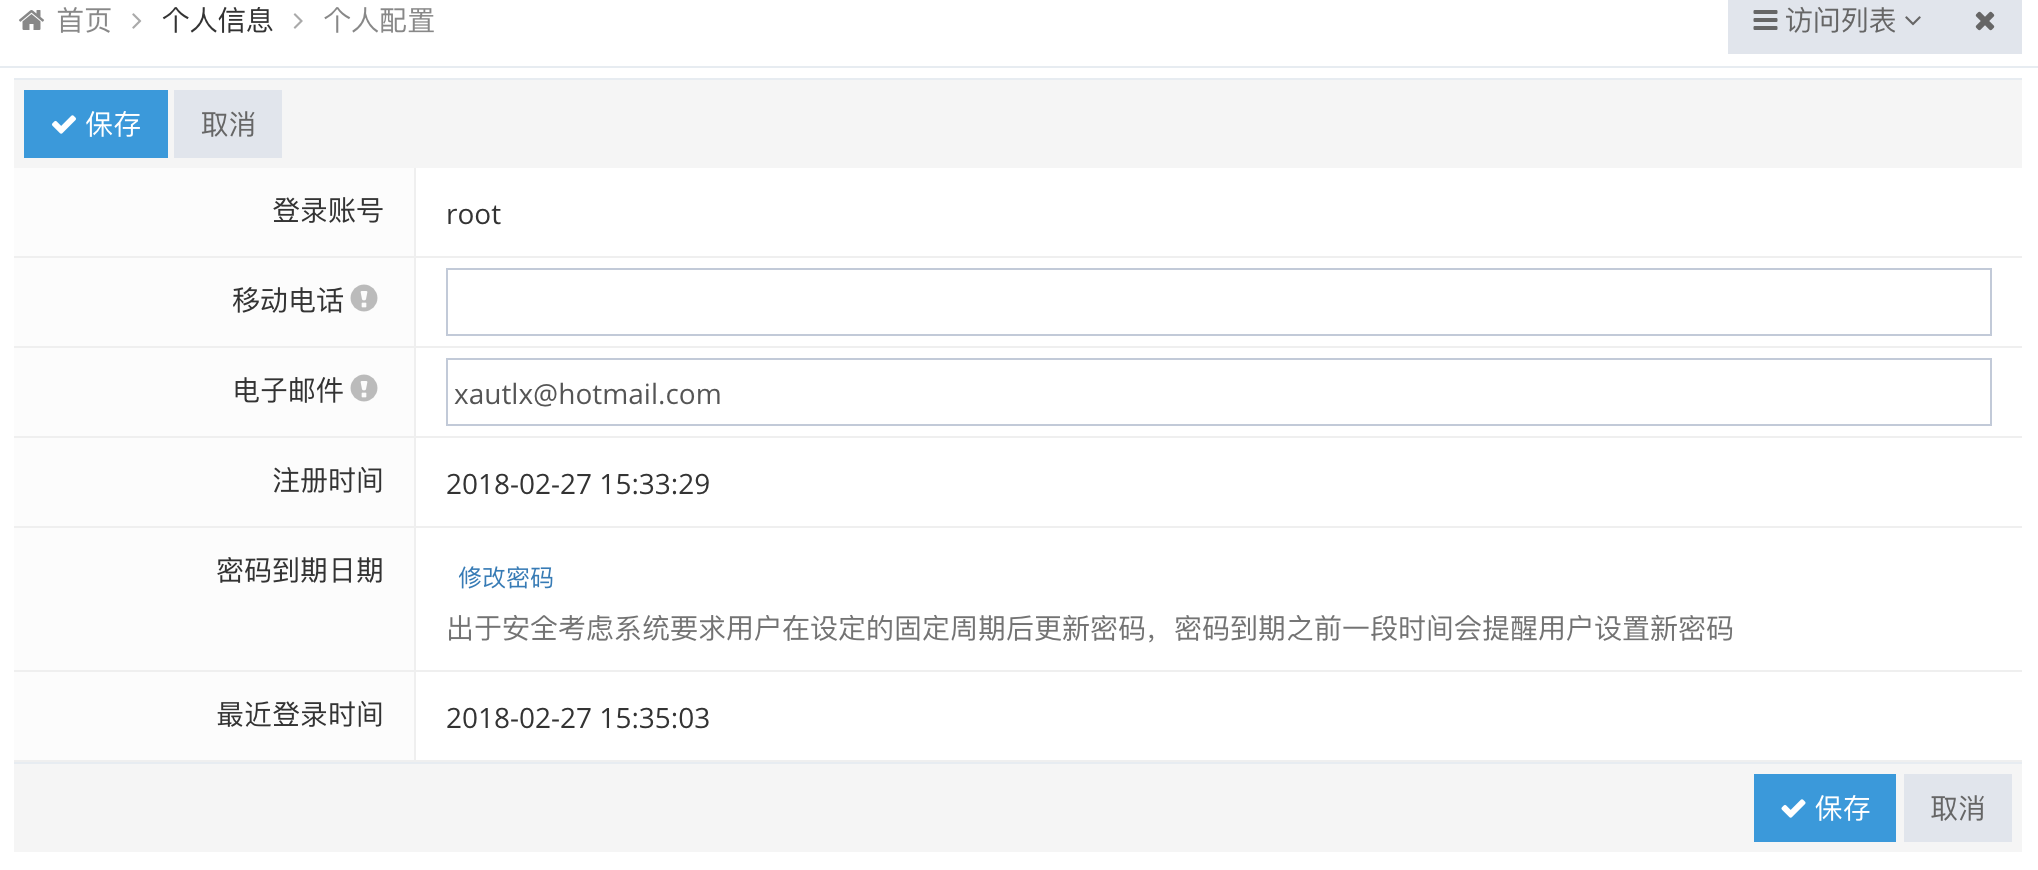 首页 > 个人信息 > 个人配置
访问列表
保存 取消
登录账号 root
移动电话
电子邮件 xautlx@hotmail.com
注册时间 2018-02-27 15:33:29
密码到期日期 修改密码
出于安全考虑系统要求用户在设定的固定周期后更新密码，密码到期之前一段时间会提醒用户设置新密码
最近登录时间 2018-02-27 15:35:03
保存 取消